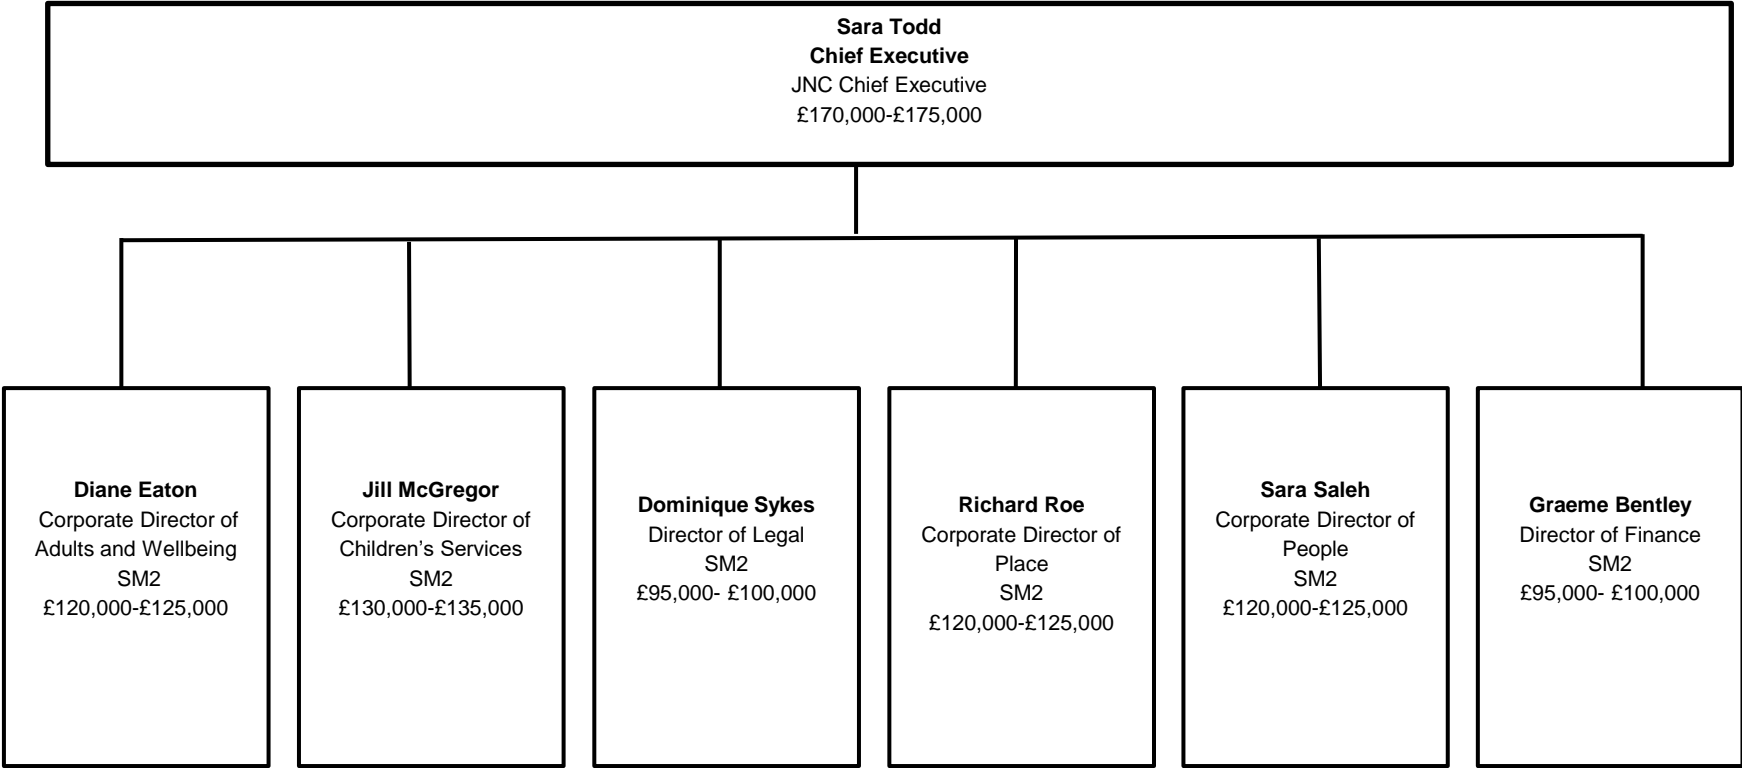 Sara Todd
Chief Executive
JNC Chief Executive
£170,000-£175,000
Diane Eaton
Corporate Director of
Adults and Wellbeing
SM2
£120,000-£125,000
Jill McGregor
Corporate Director of
Children’s Services
SM2
£130,000-£135,000
Dominique Sykes
Director of Legal
SM2
£95,000- £100,000
Richard Roe
Corporate Director of
Place
SM2
£120,000-£125,000
Sara Saleh
Corporate Director of
People
SM2
£120,000-£125,000
Graeme Bentley
Director of Finance
SM2
£95,000- £100,000